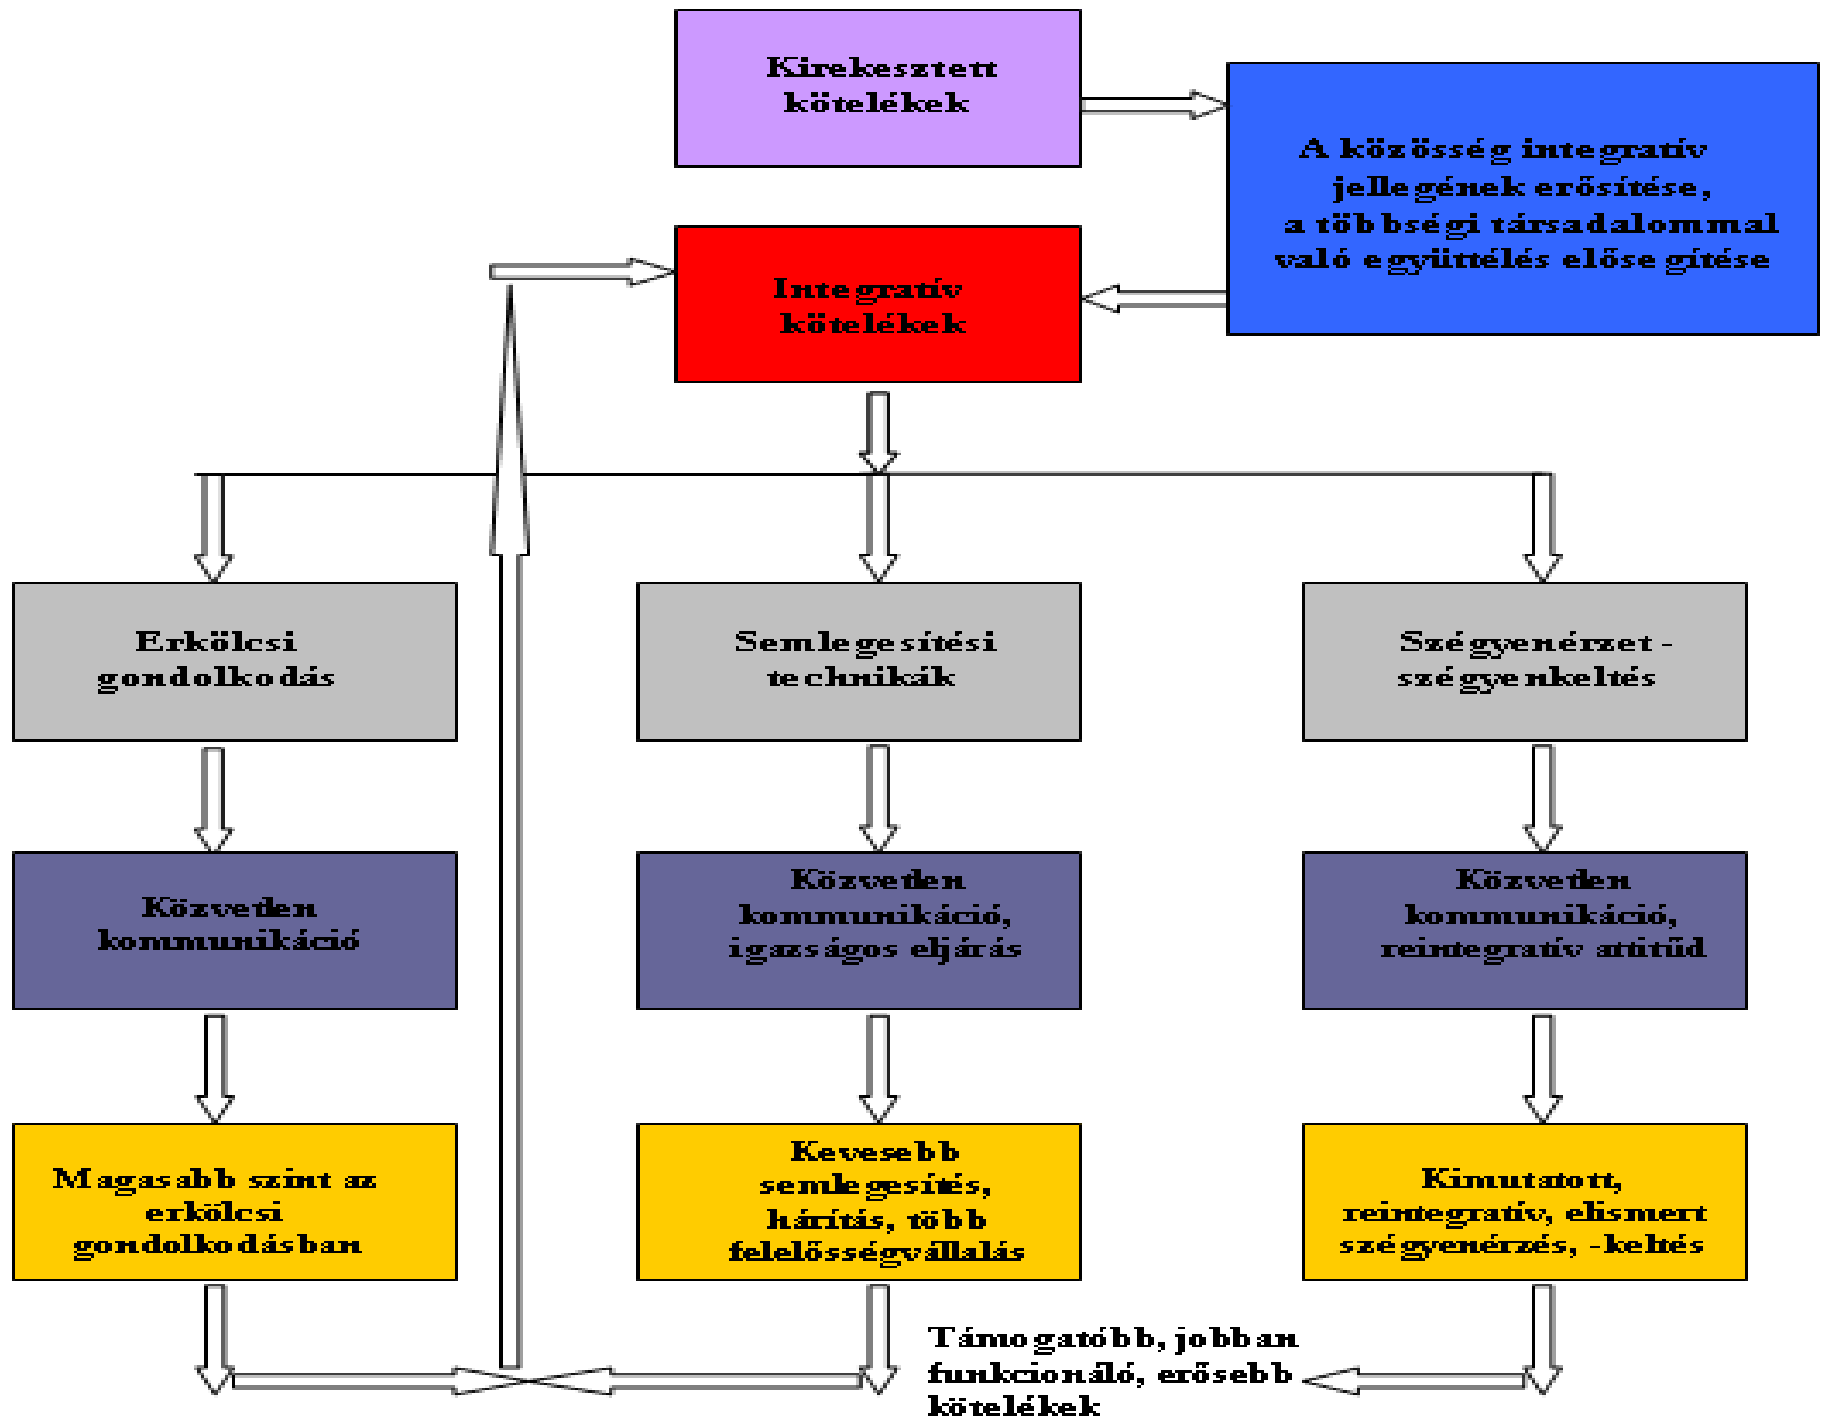 Kirekesztett
kötelékek
A közösség integratív
jellegének erősítése,
a többségi társadalommal
való együttélés elősegítése
Integratív
kötelékek
Erkölcsi
gondolkodás
Semlegesítési
technikák
Szégyenérzet -
szégyenkeltés
Közvetlen
kommunikáció
Közvetlen
kommunikáció,
igazságos eljárás
Közvetlen
kommunikáció,
reintegratív attitűd
Magasabb szint az
erkölcsi
gondolkodásban
Kevesebb
semlegesítés,
hárítás, több
felelősségvállalás
Kimutatott,
reintegratív, elismert
szégyenérzés, -keltés
Támogatóbb, jobban
funkcionáló, erősebb
kötelékek